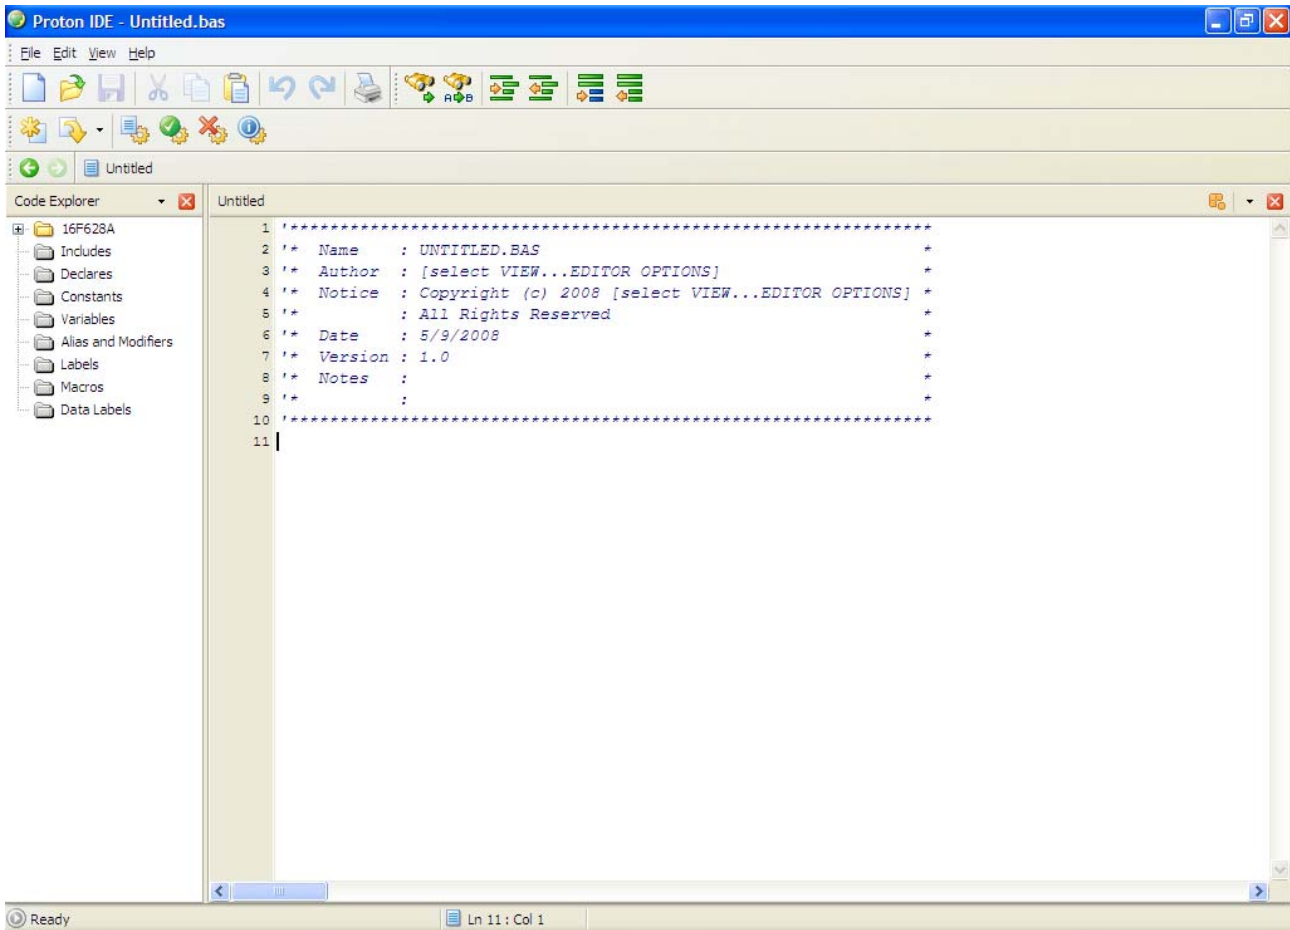 Proton IDE - Untitled.bas
File Edit View Help
A B
Untitled
Code Explorer
Untitled
16F628A
Includes
Declares
Constants
Variables
Alias and Modifiers
Labels
Macros
Data Labels
1 '****************************************************************
2 '*  Name    : UNTITLED.BAS                                      *
3 '*  Author  : [select VIEW...EDITOR OPTIONS]                    *
4 '*  Notice  : Copyright (c) 2008 [select VIEW...EDITOR OPTIONS] *
5 '*          : All Rights Reserved                               *
6 '*  Date    : 5/9/2008                                          *
7 '*  Version : 1.0                                               *
8 '*  Notes   :                                                   *
9 '*          :                                                   *
10 '****************************************************************
11
Ready
Ln 11 : Col 1